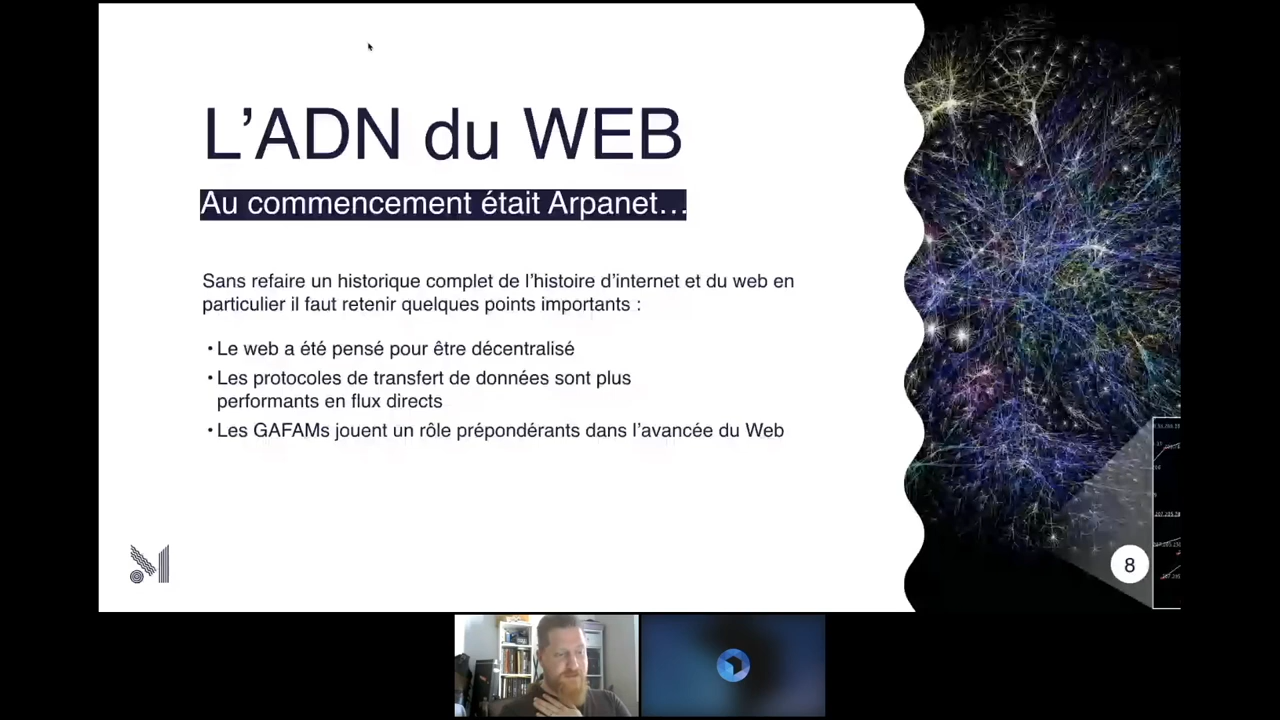 L'ADN du WEB
Au commencement était Arpanet…
Sans refaire un historique complet de l'histoire d'internet et du web en
particulier il faut retenir quelques points importants :
• Le web a été pensé pour être décentralisé
• Les protocoles de transfert de données sont plus
performants en flux directs
• Les GAFAMs jouent un rôle prépondérants dans l'avancée du Web
8